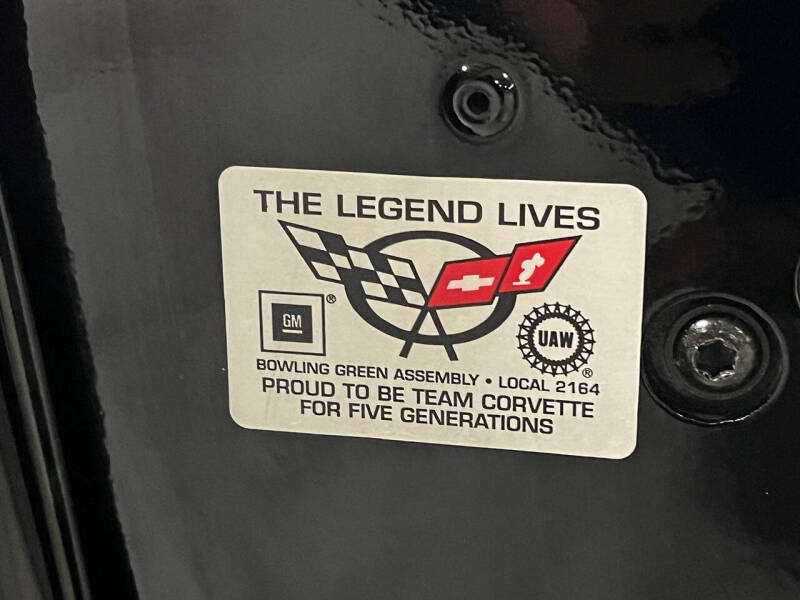 THE LEGEND LIVES
GM
®
UAW
®
BOWLING GREEN ASSEMBLY • LOCAL 2164
PROUD TO BE TEAM CORVETTE
FOR FIVE GENERATIONS